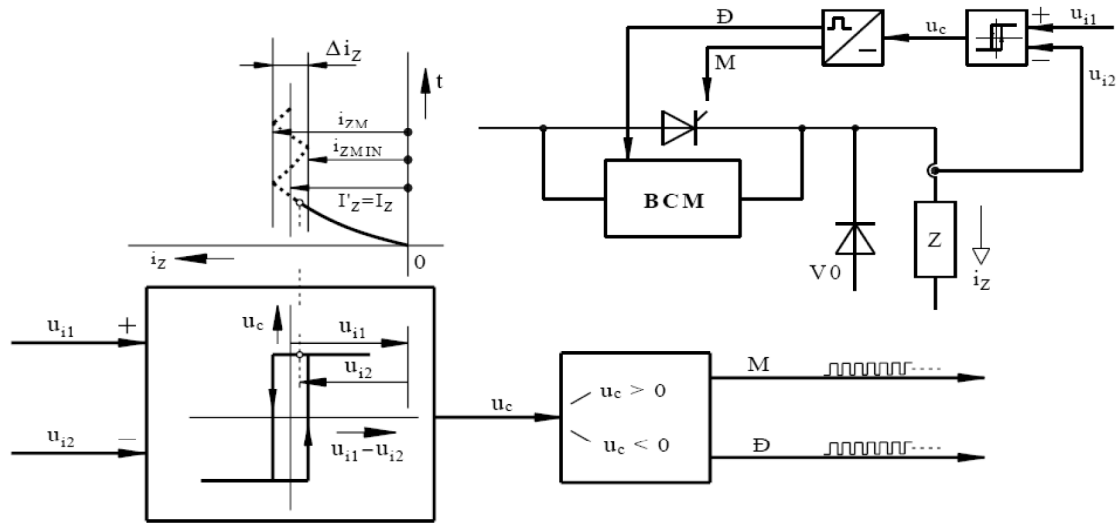 Đ
u_c
+
u_i1
−
u_i2
M
Δi_Z
t
i_ZM
i_ZMIN
I'_Z=I_Z
i_Z
0
BCM
V0
Z
i_Z
u_i1
+
u_c
u_i1
u_i2
u_i2
−
u_i1−u_i2
u_c
u_c > 0
u_c < 0
M
Đ